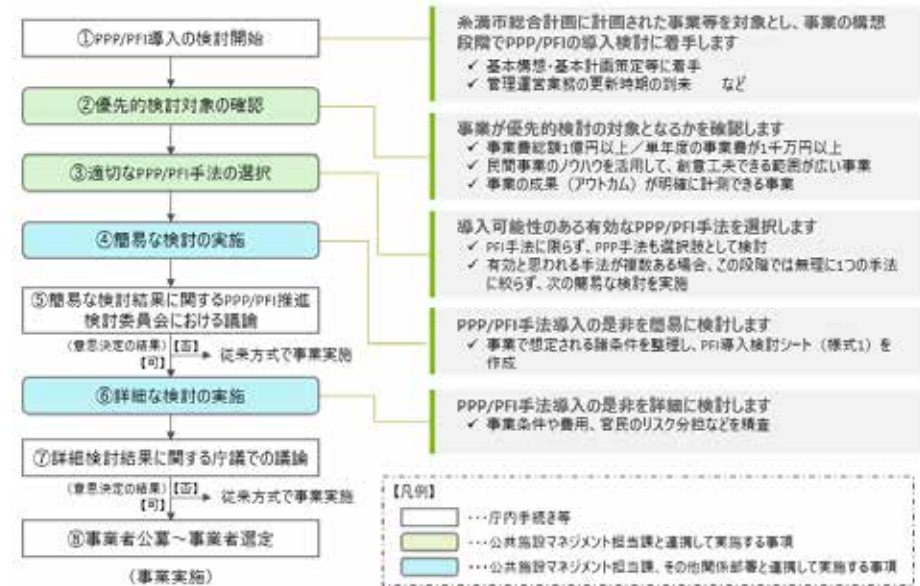 ①PPP/PFI導入の検討開始
糸満市総合計画に計画された事業等を対象とし、事業の構想
段階でPPP/PFIの導入検討に着手します
✓ 基本構想・基本計画策定等に着手
✓ 管理運営業務の更新時期の到来　など
②優先的検討対象の確認
事業が優先的検討の対象となるかを確認します
✓ 事業費総額1億円以上／単年度の事業費が1千万円以上
✓ 民間事業のノウハウを活用して、創意工夫できる範囲が広い事業
✓ 事業の成果（アウトカム）が明確に計測できる事業
③適切なPPP/PFI手法の選択
導入可能性のある有効なPPP/PFI手法を選択します
✓ PFI手法に限らず、PPP手法も選択肢として検討
✓ 有効と思われる手法が複数ある場合、この段階では無理に1つの手法
に絞らず、次の簡易な検討を実施
④簡易な検討の実施
PPP/PFI手法導入の是非を簡易に検討します
✓ 事業で想定される諸条件を整理し、PFI導入検討シート（様式1）を
作成
⑤簡易な検討結果に関するPPP/PFI推進
検討委員会における議論
（意思決定の結果）【否】
【可】
従来方式で事業実施
⑥詳細な検討の実施
PPP/PFI手法導入の是非を詳細に検討します
✓ 事業条件や費用、官民のリスク分担などを精査
⑦詳細検討結果に関する庁議での議論
（意思決定の結果）【否】
【可】
従来方式で事業実施
⑧事業者公募～事業者選定
（事業実施）
【凡例】
･･･庁内手続き等
･･･公共施設マネジメント担当課と連携して実施する事項
･･･公共施設マネジメント担当課、その他関係部署と連携して実施する事項